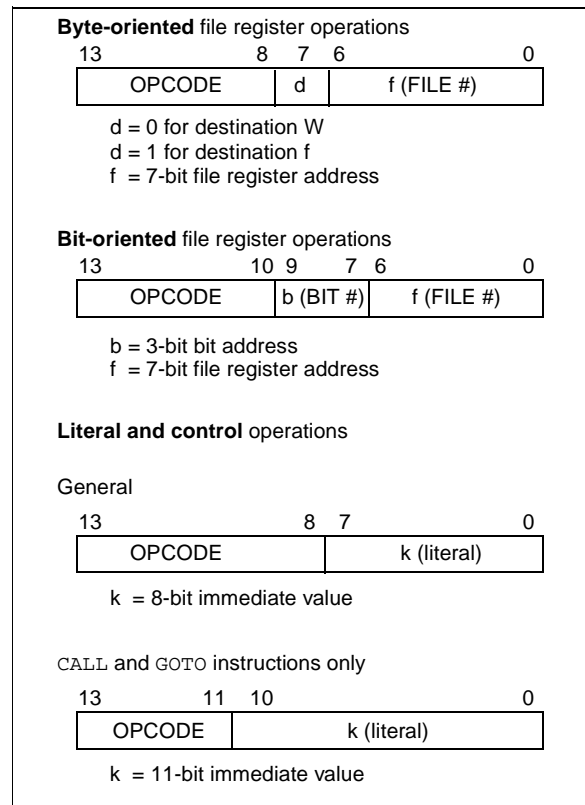 Byte-oriented file register operations
13 8 7 6 0
OPCODE d f (FILE #)
d = 0 for destination W
d = 1 for destination f
f = 7-bit file register address
Bit-oriented file register operations
13 10 9 7 6 0
OPCODE b (BIT #) f (FILE #)
b = 3-bit bit address
f = 7-bit file register address
Literal and control operations
General
13 8 7 0
OPCODE k (literal)
k = 8-bit immediate value
CALL and GOTO instructions only
13 11 10 0
OPCODE k (literal)
k = 11-bit immediate value